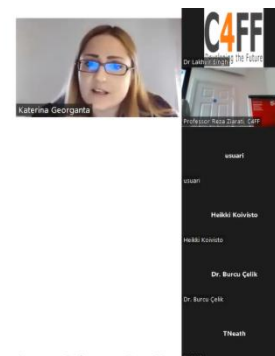 Katerina Georganta
C4FF
Developing the Future
Dr Lakhvir Singh
Professor Reza Ziarati, C4FF
usuari
usuari
Heikki Koivisto
Heikki Koivisto
Dr. Burcu Çelik
Dr. Burcu Çelik
TNeath